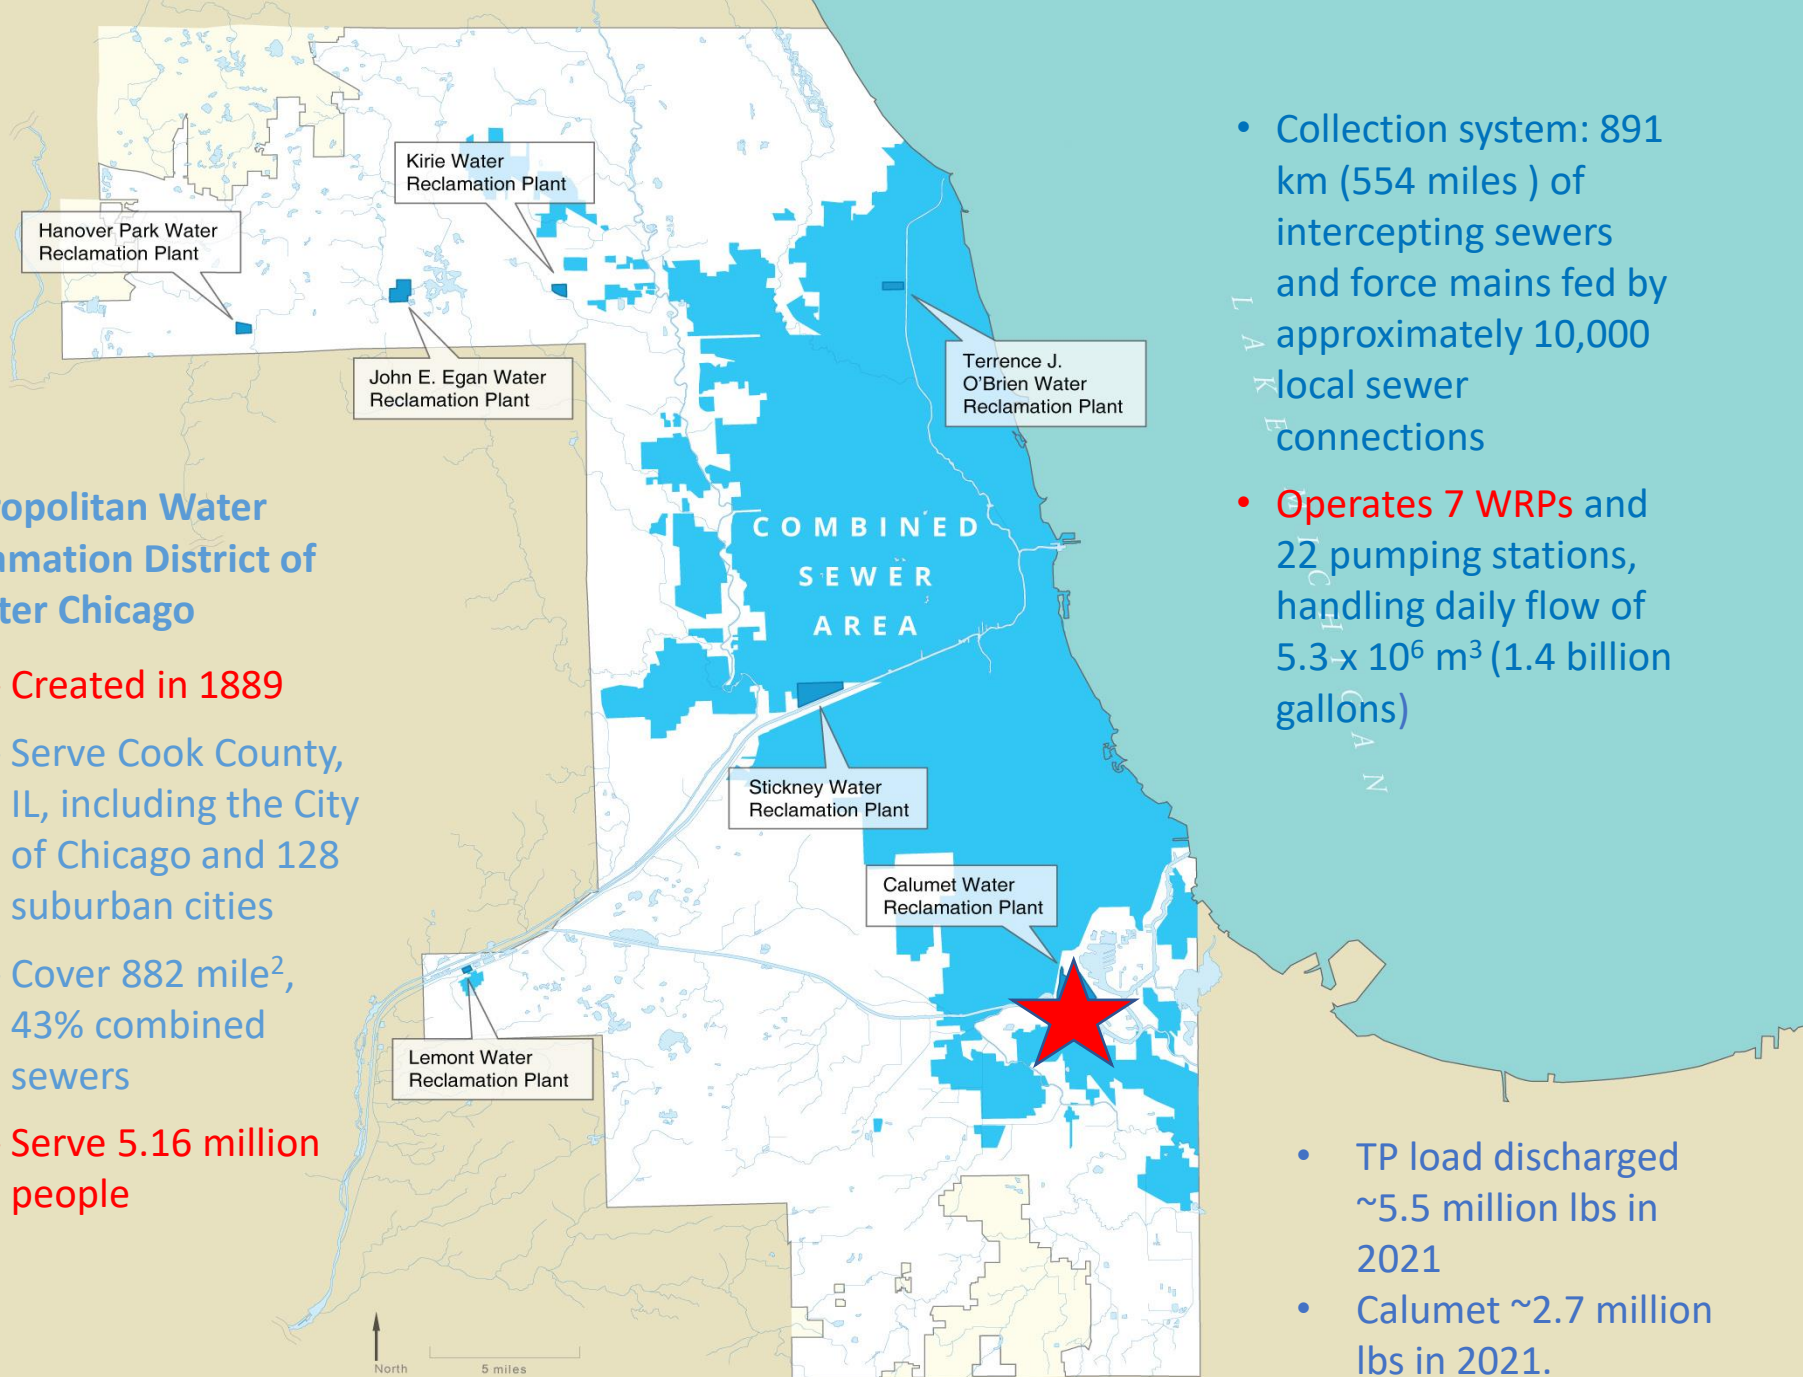 Kirie Water
Reclamation Plant
Hanover Park Water
Reclamation Plant
John E. Egan Water
Reclamation Plant
Terrence J.
O'Brien Water
Reclamation Plant
COMBINED
SEWER
AREA
Stickney Water
Reclamation Plant
Calumet Water
Reclamation Plant
Lemont Water
Reclamation Plant
North
5 miles
LAKE MICHIGAN
ropolitan Water
amation District of
ter Chicago
Created in 1889
Serve Cook County,
IL, including the City
of Chicago and 128
suburban cities
Cover 882 mile²,
43% combined
sewers
Serve 5.16 million
people
• Collection system: 891
km (554 miles ) of
intercepting sewers
and force mains fed by
approximately 10,000
local sewer
connections
• Operates 7 WRPs and
22 pumping stations,
handling daily flow of
5.3 x 10⁶ m³ (1.4 billion
gallons)
• TP load discharged
~5.5 million lbs in
2021
• Calumet ~2.7 million
lbs in 2021.